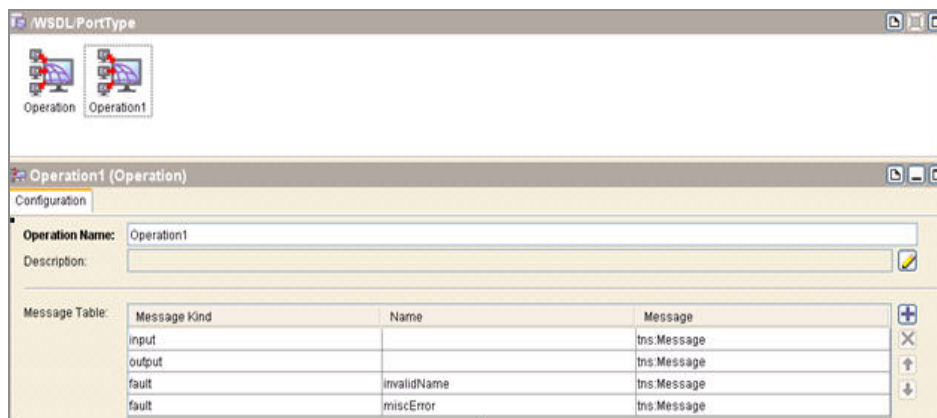 /WSDL/PortType
Operation Operation1
Operation1 (Operation)
Configuration
Operation Name: Operation1
Description:
Message Table:
Message Kind Name Message
input tns:Message
output tns:Message
fault invalidName tns:Message
fault miscError tns:Message